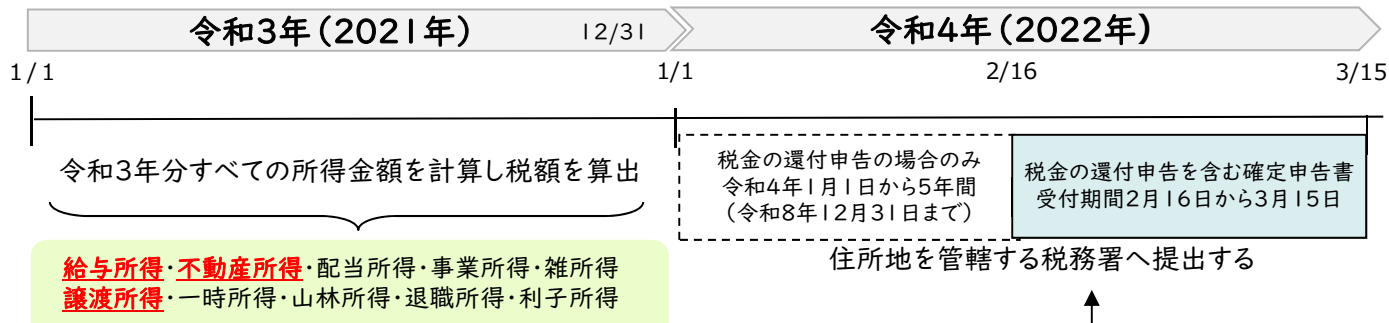 令和3年(2021年)
12/31
令和4年(2022年)
1/1
1/1
2/16
3/15
令和3年分すべての所得金額を計算し税額を算出
税金の還付申告の場合のみ
令和4年1月1日から5年間
(令和8年12月31日まで)
税金の還付申告を含む確定申告書
受付期間2月16日から3月15日
住所地を管轄する税務署へ提出する
給与所得・不動産所得・配当所得・事業所得・雑所得
譲渡所得・一時所得・山林所得・退職所得・利子所得